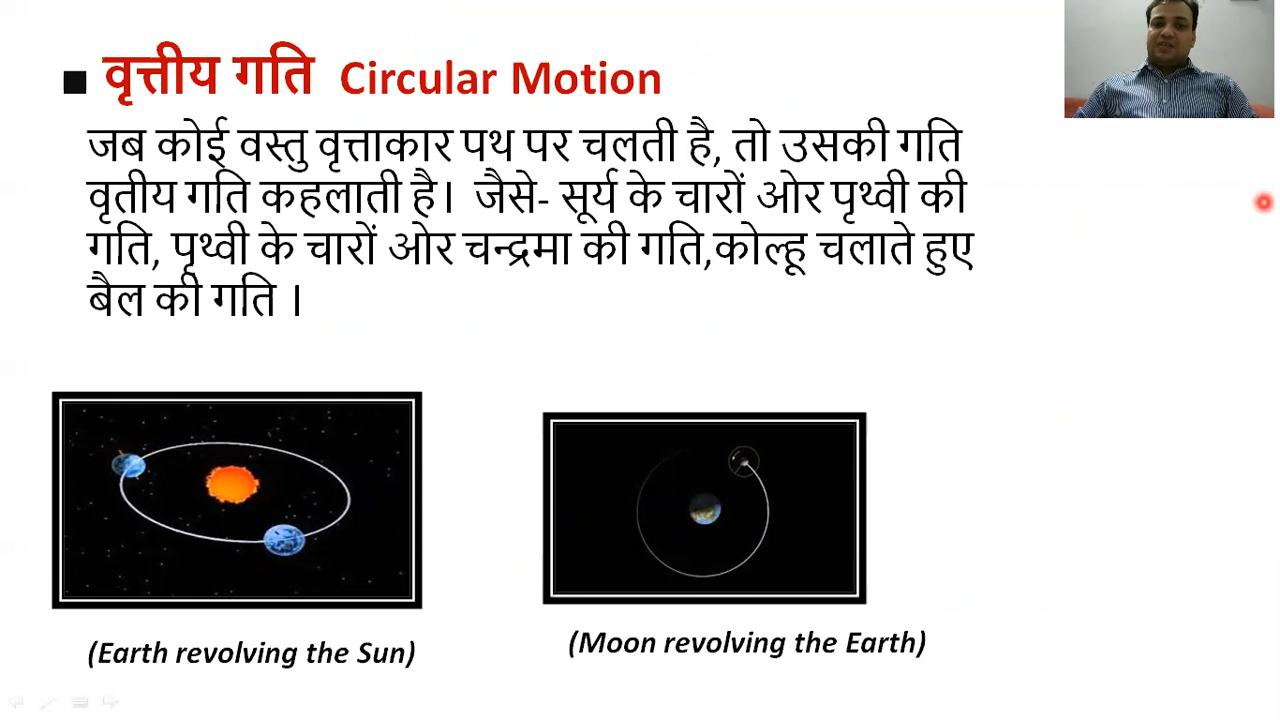 ▪ वृत्तीय गति Circular Motion
जब कोई वस्तु वृत्ताकार पथ पर चलती है, तो उसकी गति
वृतीय गति कहलाती है। जैसे- सूर्य के चारों ओर पृथ्वी की
गति, पृथ्वी के चारों ओर चन्द्रमा की गति,कोल्हू चलाते हुए
बैल की गति ।
(Earth revolving the Sun)
(Moon revolving the Earth)